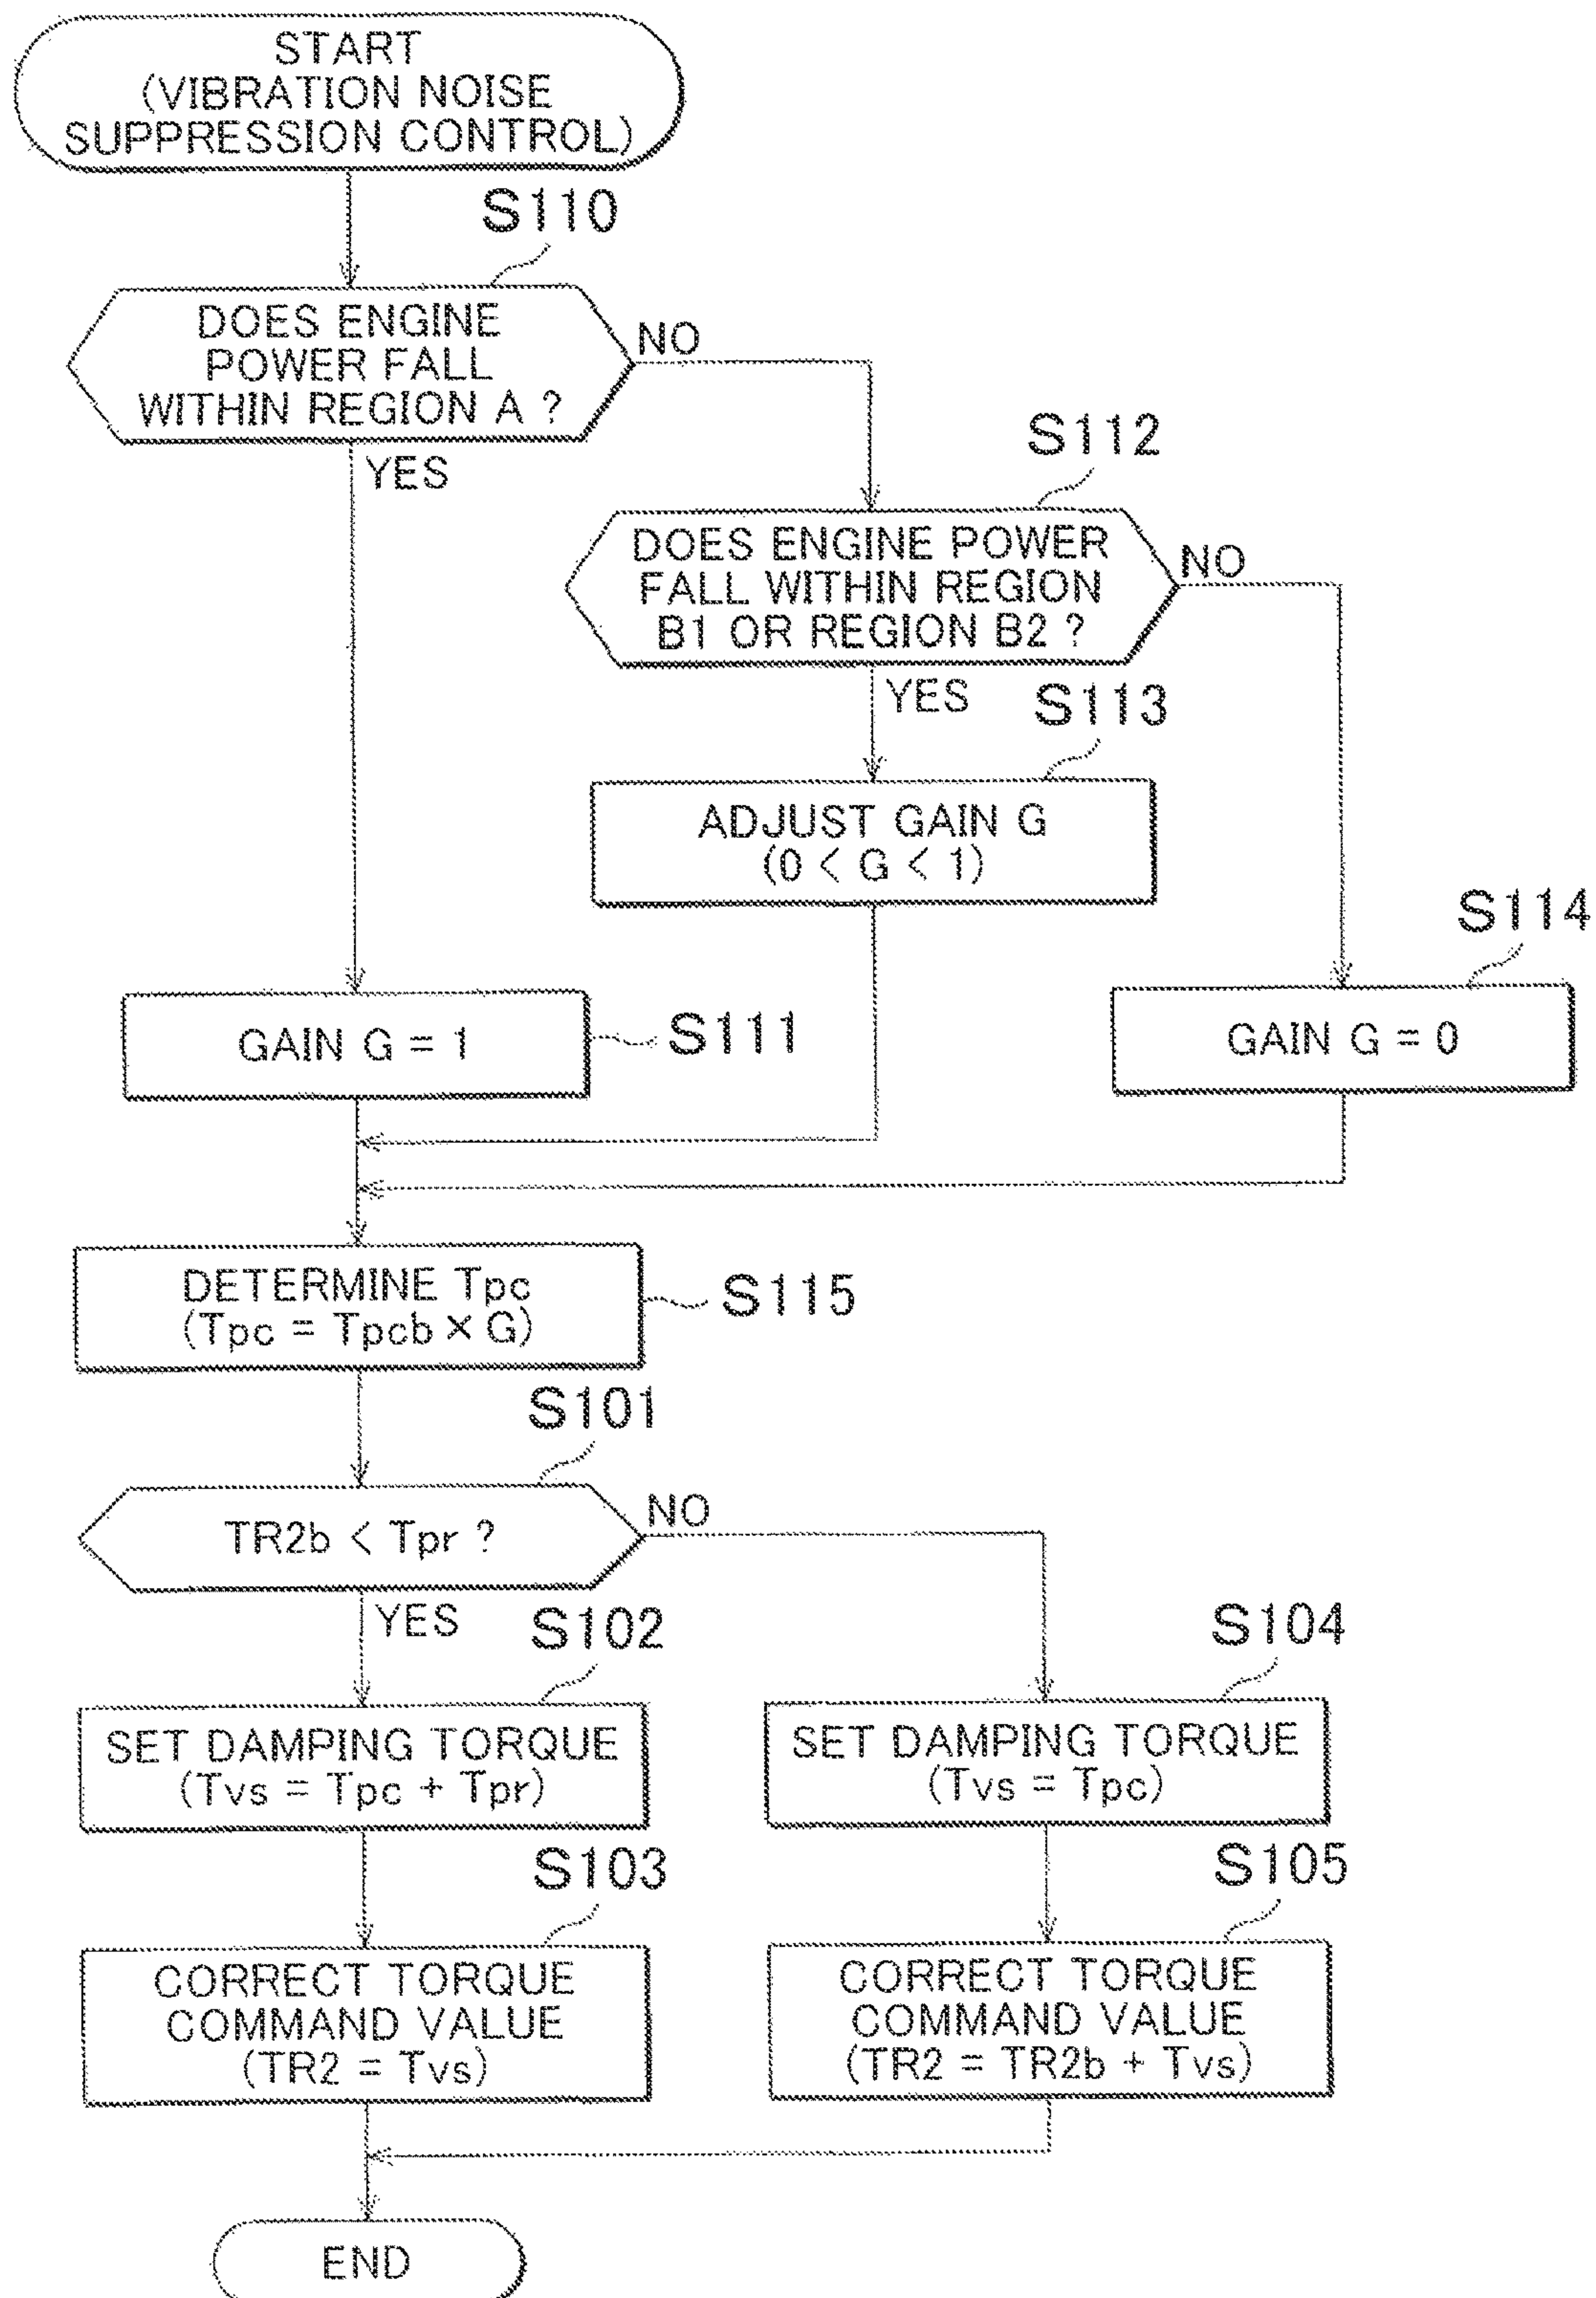 START
(VIBRATION NOISE
SUPPRESSION CONTROL)
S110
DOES ENGINE
POWER FALL
WITHIN REGION A ?
NO
YES
S112
DOES ENGINE POWER
FALL WITHIN REGION
B1 OR REGION B2 ?
NO
YES
S113
ADJUST GAIN G
(0 < G < 1)
S114
GAIN G = 1
S111
GAIN G = 0
DETERMINE Tpc
(Tpc = Tpcb × G)
S115
S101
TR2b < Tpr ?
NO
YES
S102
S104
SET DAMPING TORQUE
(Tvs = Tpc + Tpr)
SET DAMPING TORQUE
(Tvs = Tpc)
S103
S105
CORRECT TORQUE
COMMAND VALUE
(TR2 = Tvs)
CORRECT TORQUE
COMMAND VALUE
(TR2 = TR2b + Tvs)
END